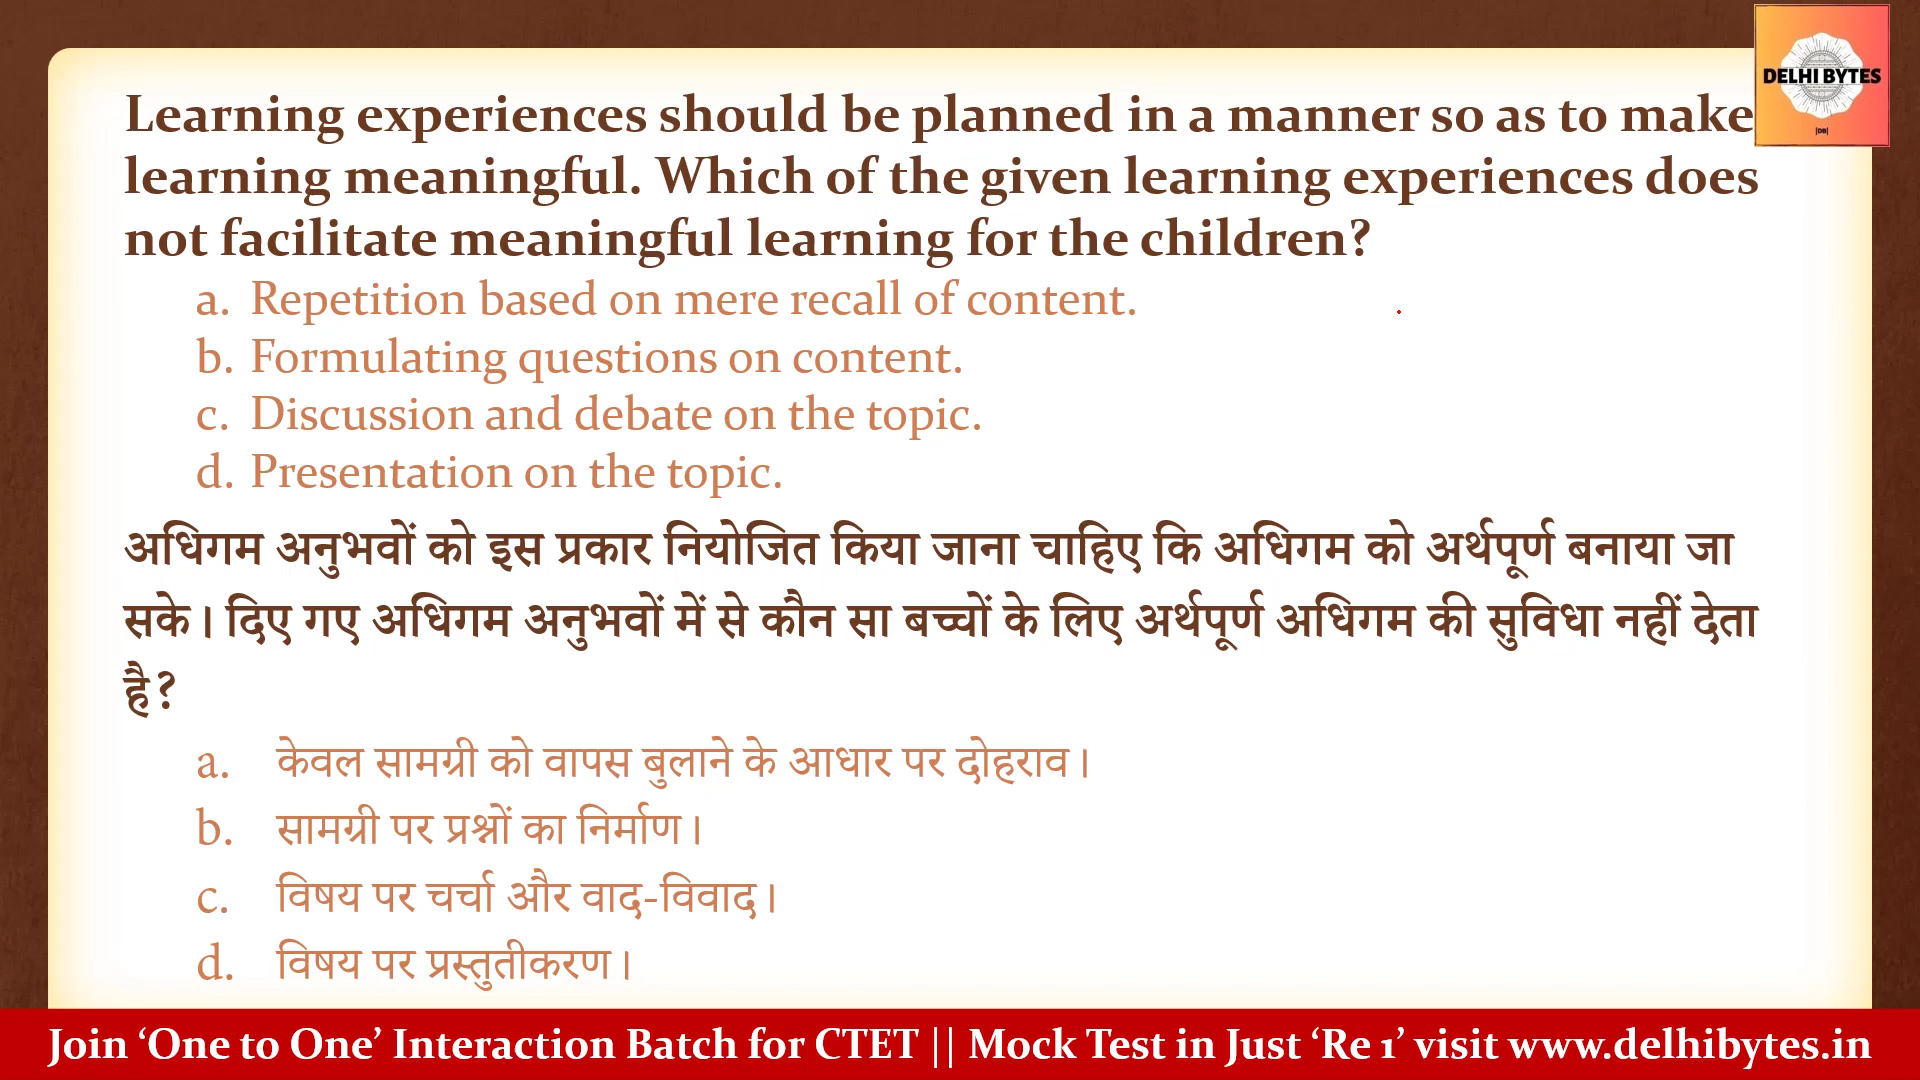 DELHI BYTES
|DB|
Learning experiences should be planned in a manner so as to make
learning meaningful. Which of the given learning experiences does
not facilitate meaningful learning for the children?
a. Repetition based on mere recall of content.
b. Formulating questions on content.
c. Discussion and debate on the topic.
d. Presentation on the topic.
अधिगम अनुभवों को इस प्रकार नियोजित किया जाना चाहिए कि अधिगम को अर्थपूर्ण बनाया जा
सके। दिए गए अधिगम अनुभवों में से कौन सा बच्चों के लिए अर्थपूर्ण अधिगम की सुविधा नहीं देता
है?
a. केवल सामग्री को वापस बुलाने के आधार पर दोहराव।
b. सामग्री पर प्रश्नों का निर्माण।
c. विषय पर चर्चा और वाद-विवाद।
d. विषय पर प्रस्तुतीकरण।
Join ‘One to One’ Interaction Batch for CTET || Mock Test in Just ‘Re 1’ visit www.delhibytes.in